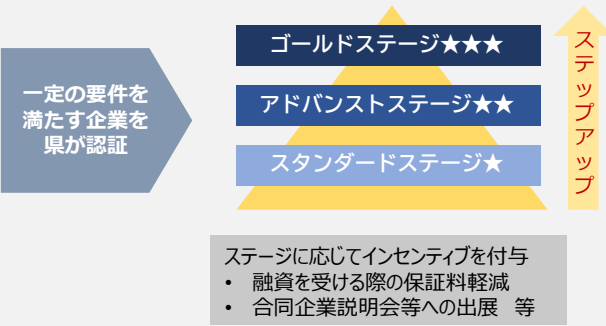 一定の要件を
満たす企業を
県が認証
ゴールドステージ★★★
アドバンストステージ★★
スタンダードステージ★
ステップアップ
ステージに応じてインセンティブを付与
• 融資を受ける際の保証料軽減
• 合同企業説明会等への出展　等